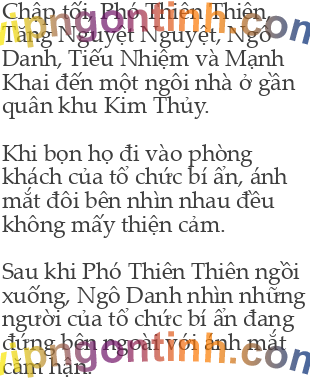 Chập tối, Phó Thiên Thiên,
Tăng Nguyệt Nguyệt, Ngô
Danh, Tiểu Nhiệm và Mạnh
Khai đến một ngôi nhà ở gần
quân khu Kim Thủy.

Khi bọn họ đi vào phòng
khách của tổ chức bí ẩn, ánh
mắt đôi bên nhìn nhau đều
không mấy thiện cảm.

Sau khi Phó Thiên Thiên ngồi
xuống, Ngô Danh nhìn những
người của tổ chức bí ẩn đang
đứng bên ngoài với ánh mắt
căm hận.
vipngontinh.com
vipngontinh.com